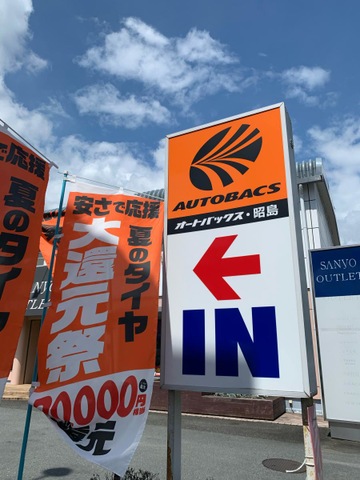 で応援
夏のタイヤ
安さで応援
夏のタイヤ
大還元祭
0000円
元
AUTOBACS
オートバックス・昭島
IN
SANYO
OUTLET